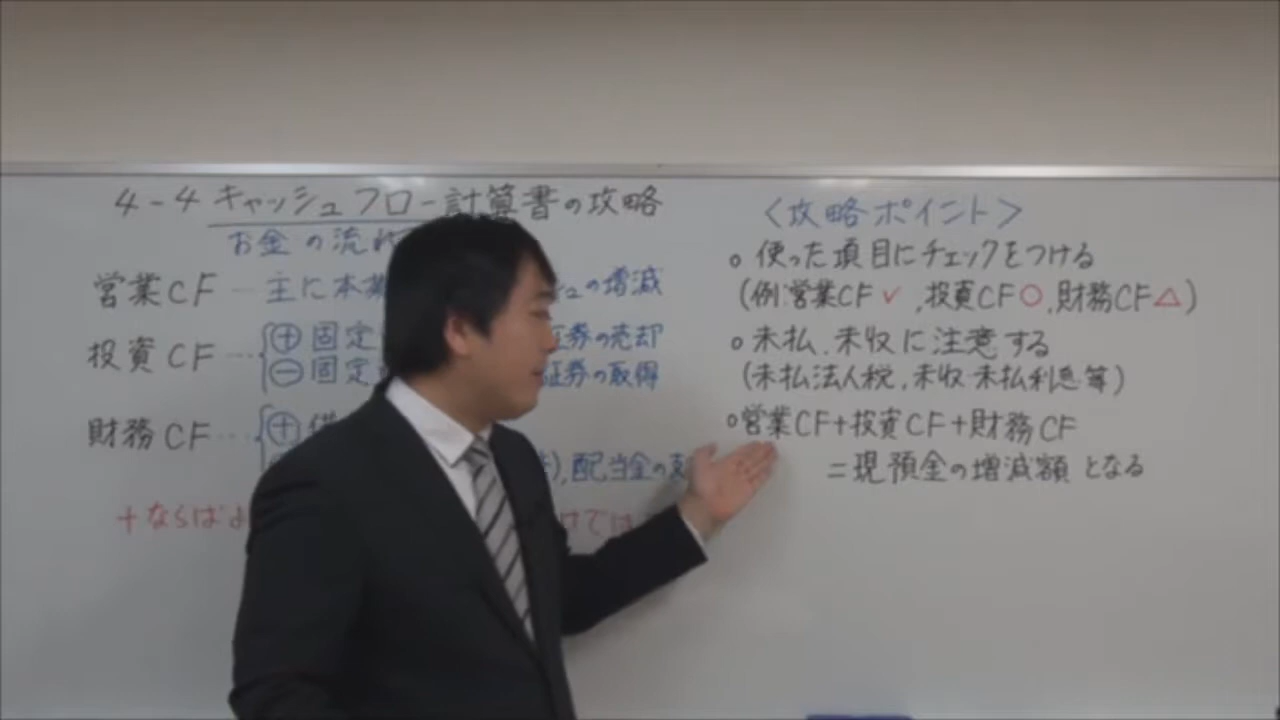 4-4 キャッシュフロー計算書の攻略
お金の流れ
営業CF … 主に本業 の増減
投資CF … ⊕ 固定 証券の売却
⊖ 固定 証券の取得
財務CF … ⊕ 借
配当金の支
+ならばよ けでは
〈攻略ポイント〉
○ 使った項目にチェックをつける
(例:営業CF✓,投資CF○,財務CF△)
○ 未払、未収に注意する
(未払法人税、未収・未払利息等)
○営業CF+投資CF+財務CF
=現預金の増減額となる